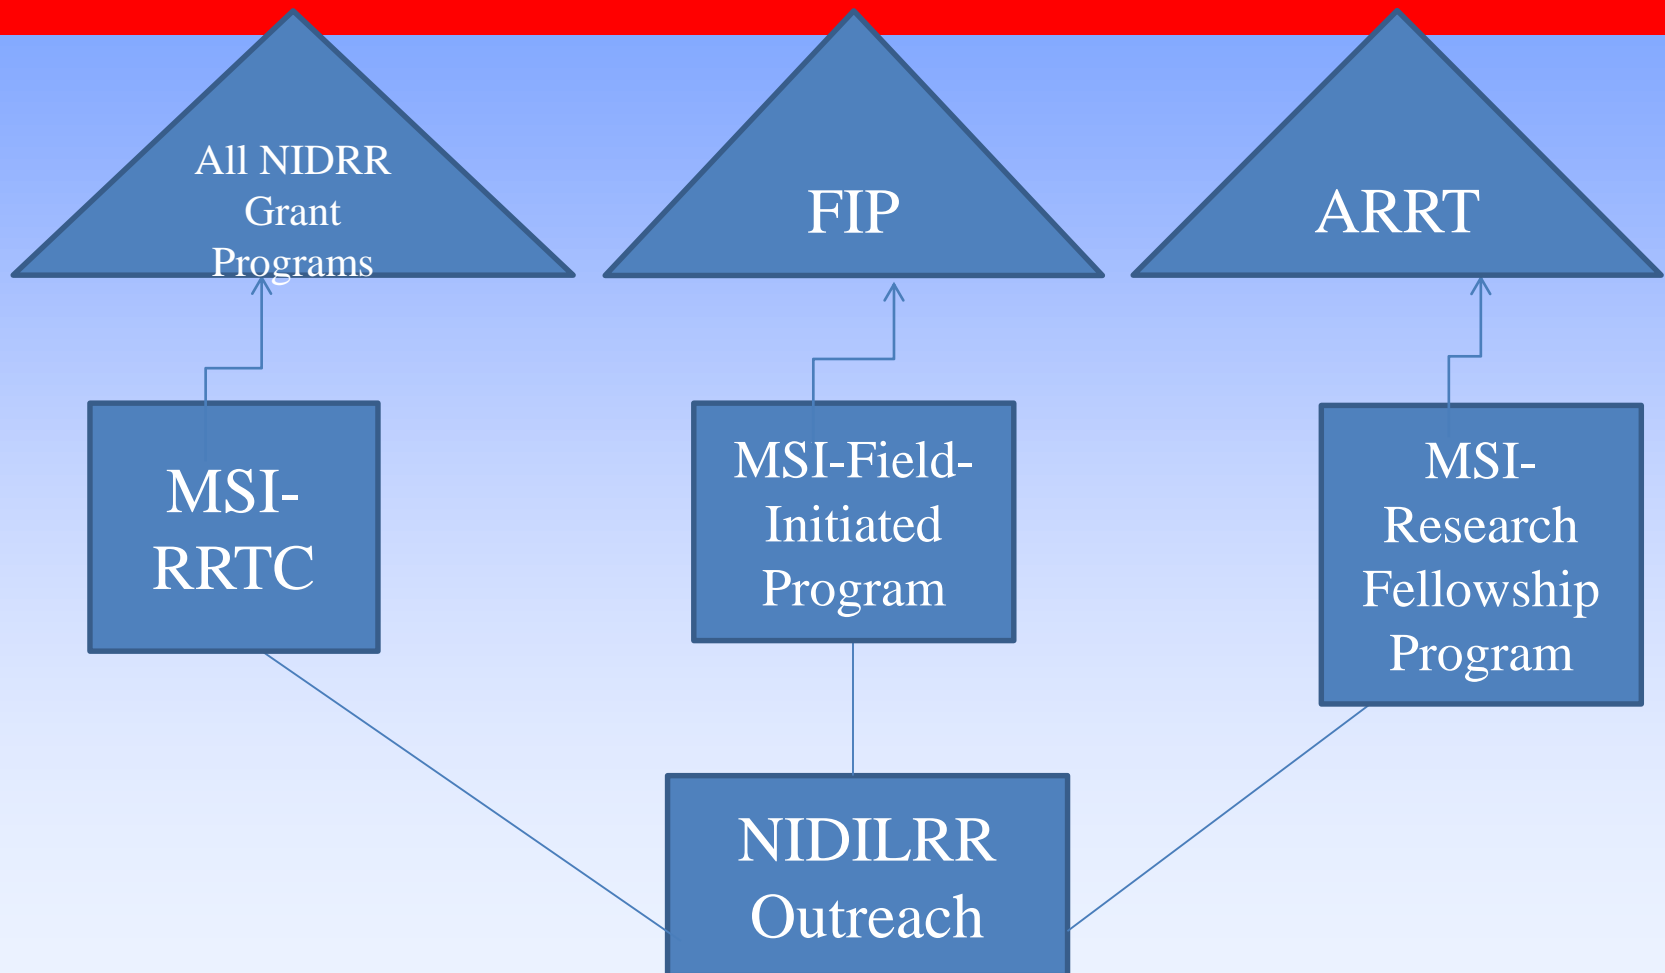 All NIDRR
Grant
Programs
FIP
ARRT
MSI-
RRTC
MSI-Field-
Initiated
Program
MSI-
Research
Fellowship
Program
NIDILRR
Outreach